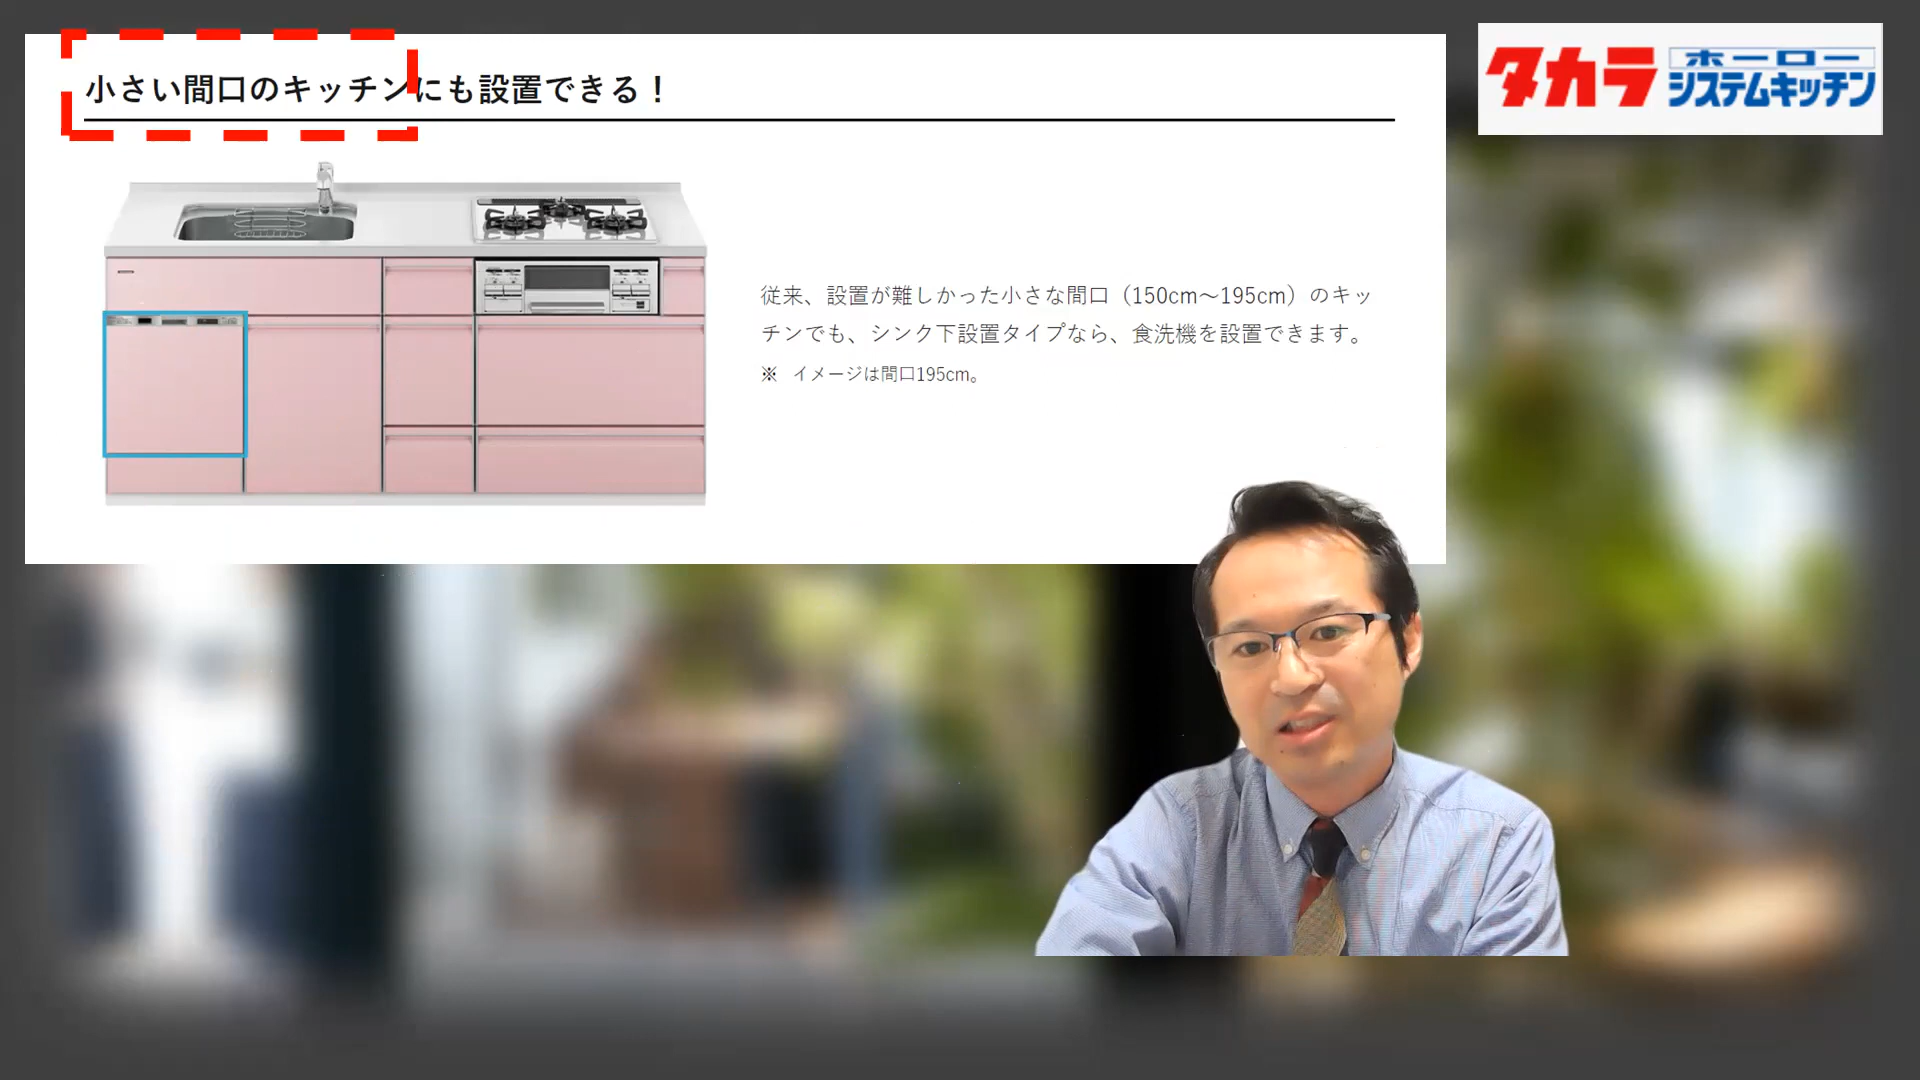 小さい間口のキッチンにも設置できる！
タカラ
ホーロー
システムキッチン
従来、設置が難しかった小さな間口（150cm～195cm）のキッ
チンでも、シンク下設置タイプなら、食洗機を設置できます。
※ イメージは間口195cm。